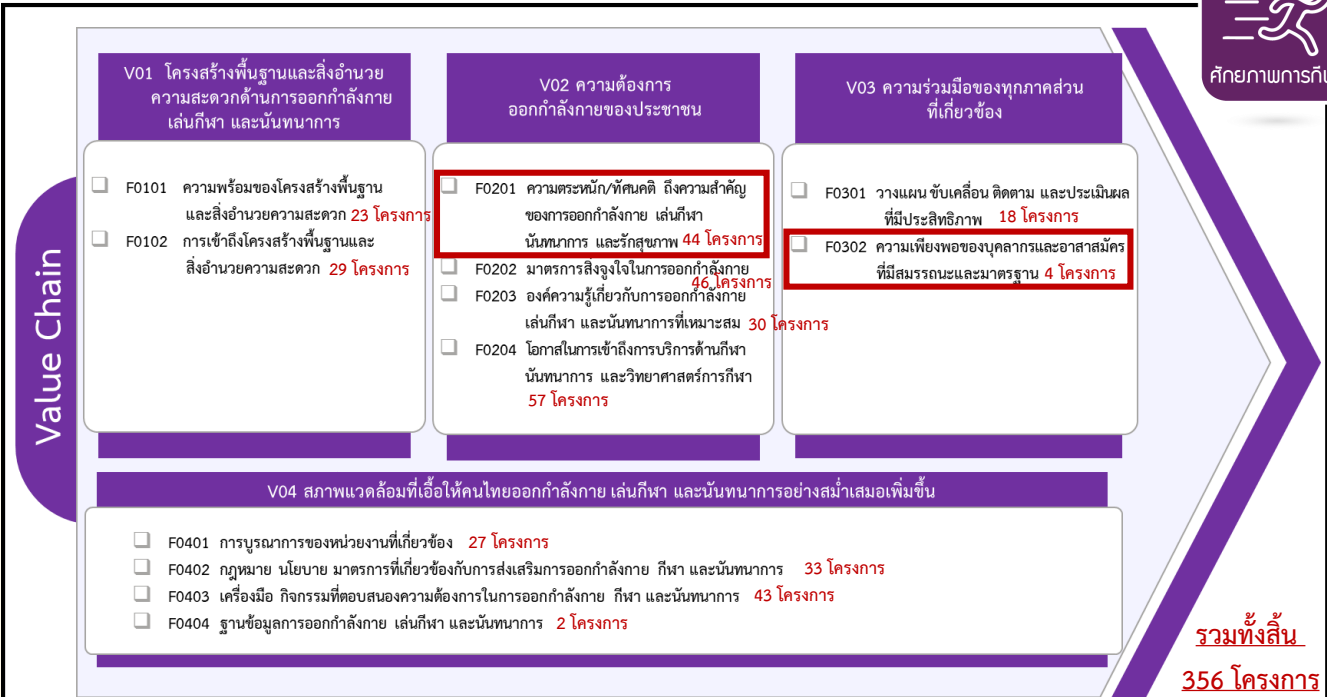 ศักยภาพการกีฬ
Value Chain
V01 โครงสร้างพื้นฐานและสิ่งอำนวย
ความสะดวกด้านการออกกำลังกาย
เล่นกีฬา และนันทนาการ
F0101 ความพร้อมของโครงสร้างพื้นฐาน
และสิ่งอำนวยความสะดวก 23 โครงการ
F0102 การเข้าถึงโครงสร้างพื้นฐานและ
สิ่งอำนวยความสะดวก 29 โครงการ
V02 ความต้องการ
ออกกำลังกายของประชาชน
F0201 ความตระหนัก/ทัศนคติ ถึงความสำคัญ
ของการออกกำลังกาย เล่นกีฬา
นันทนาการ และรักสุขภาพ 44 โครงการ
F0202 มาตรการสิ่งจูงใจในการออกกำลังกาย
46 โครงการ
F0203 องค์ความรู้เกี่ยวกับการออกกำลังกาย
เล่นกีฬา และนันทนาการที่เหมาะสม 30 โครงการ
F0204 โอกาสในการเข้าถึงการบริการด้านกีฬา
นันทนาการ และวิทยาศาสตร์การกีฬา
57 โครงการ
V03 ความร่วมมือของทุกภาคส่วน
ที่เกี่ยวข้อง
F0301 วางแผน ขับเคลื่อน ติดตาม และประเมินผล
ที่มีประสิทธิภาพ 18 โครงการ
F0302 ความเพียงพอของบุคลากรและอาสาสมัคร
ที่มีสมรรถนะและมาตรฐาน 4 โครงการ
V04 สภาพแวดล้อมที่เอื้อให้คนไทยออกกำลังกาย เล่นกีฬา และนันทนาการอย่างสม่ำเสมอเพิ่มขึ้น
F0401 การบูรณาการของหน่วยงานที่เกี่ยวข้อง 27 โครงการ
F0402 กฎหมาย นโยบาย มาตรการที่เกี่ยวข้องกับการส่งเสริมการออกกำลังกาย กีฬา และนันทนาการ 33 โครงการ
F0403 เครื่องมือ กิจกรรมที่ตอบสนองความต้องการในการออกกำลังกาย กีฬา และนันทนาการ 43 โครงการ
F0404 ฐานข้อมูลการออกกำลังกาย เล่นกีฬา และนันทนาการ 2 โครงการ
รวมทั้งสิ้น
356 โครงการ